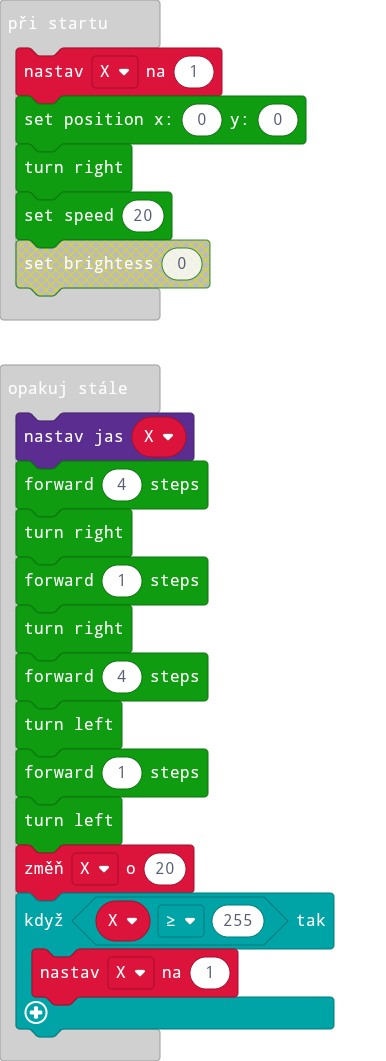 při startu
nastav X na 1
set position x: 0 y: 0
turn right
set speed 20
set brightess 0
opakuj stále
nastav jas X
forward 4 steps
turn right
forward 1 steps
turn right
forward 4 steps
turn left
forward 1 steps
turn left
změň X o 20
když X ≥ 255 tak
nastav X na 1